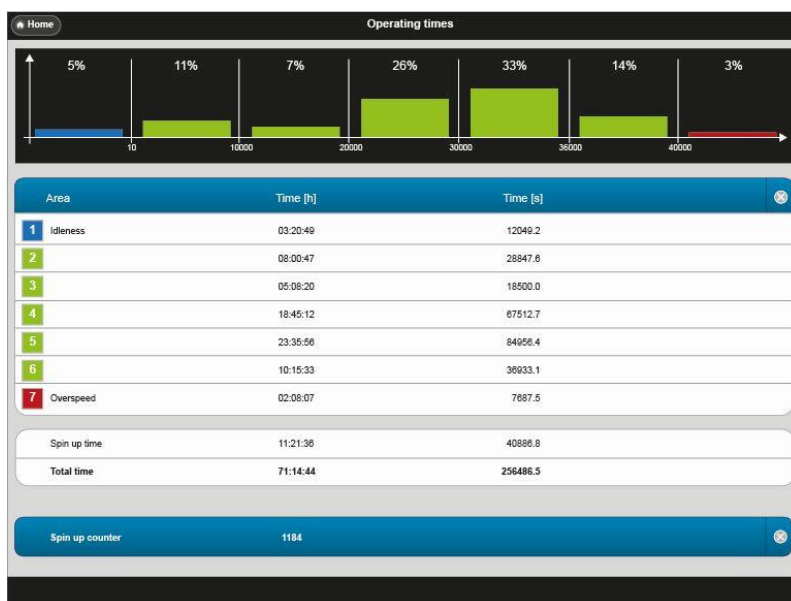 Home Operating times
5% 11% 7% 26% 33% 14% 3%
10 10000 20000 30000 36000 40000
Area Time [h] Time [s]
1 Idleness 03:20:49 12049.2
2 08:00:47 28847.6
3 05:08:20 18500.0
4 18:45:12 67512.7
5 23:35:56 84956.4
6 10:15:33 36933.1
7 Overspeed 02:08:07 7687.5
Spin up time 11:21:36 40886.8
Total time 71:14:44 256486.5
Spin up counter 1184